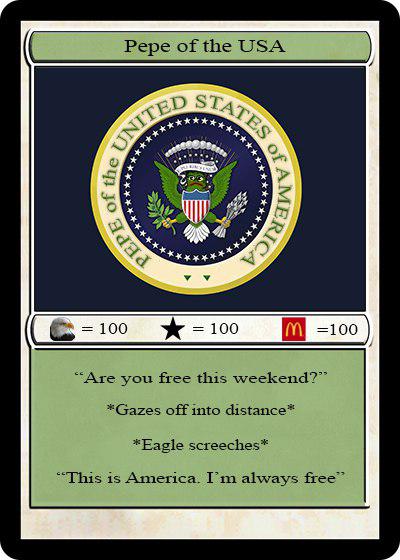 Pepe of the USA
PEPE of the UNITED STATES of AMERICA
= 100 = 100 =100
“Are you free this weekend?”
*Gazes off into distance*
*Eagle screeches*
“This is America. I’m always free”